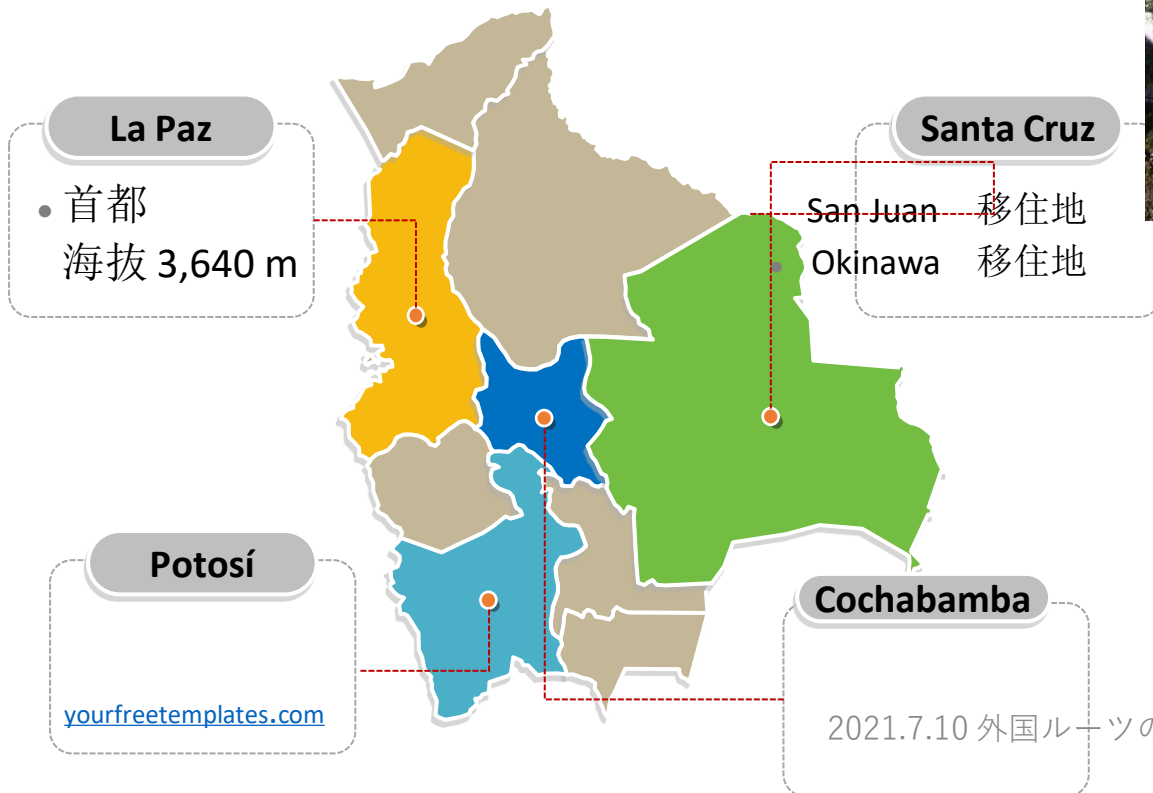 La Paz
首都
海抜 3,640 m
Santa Cruz
San Juan 移住地
Okinawa 移住地
Potosí
yourfreetemplates.com
Cochabamba
2021.7.10 外国ルーツの